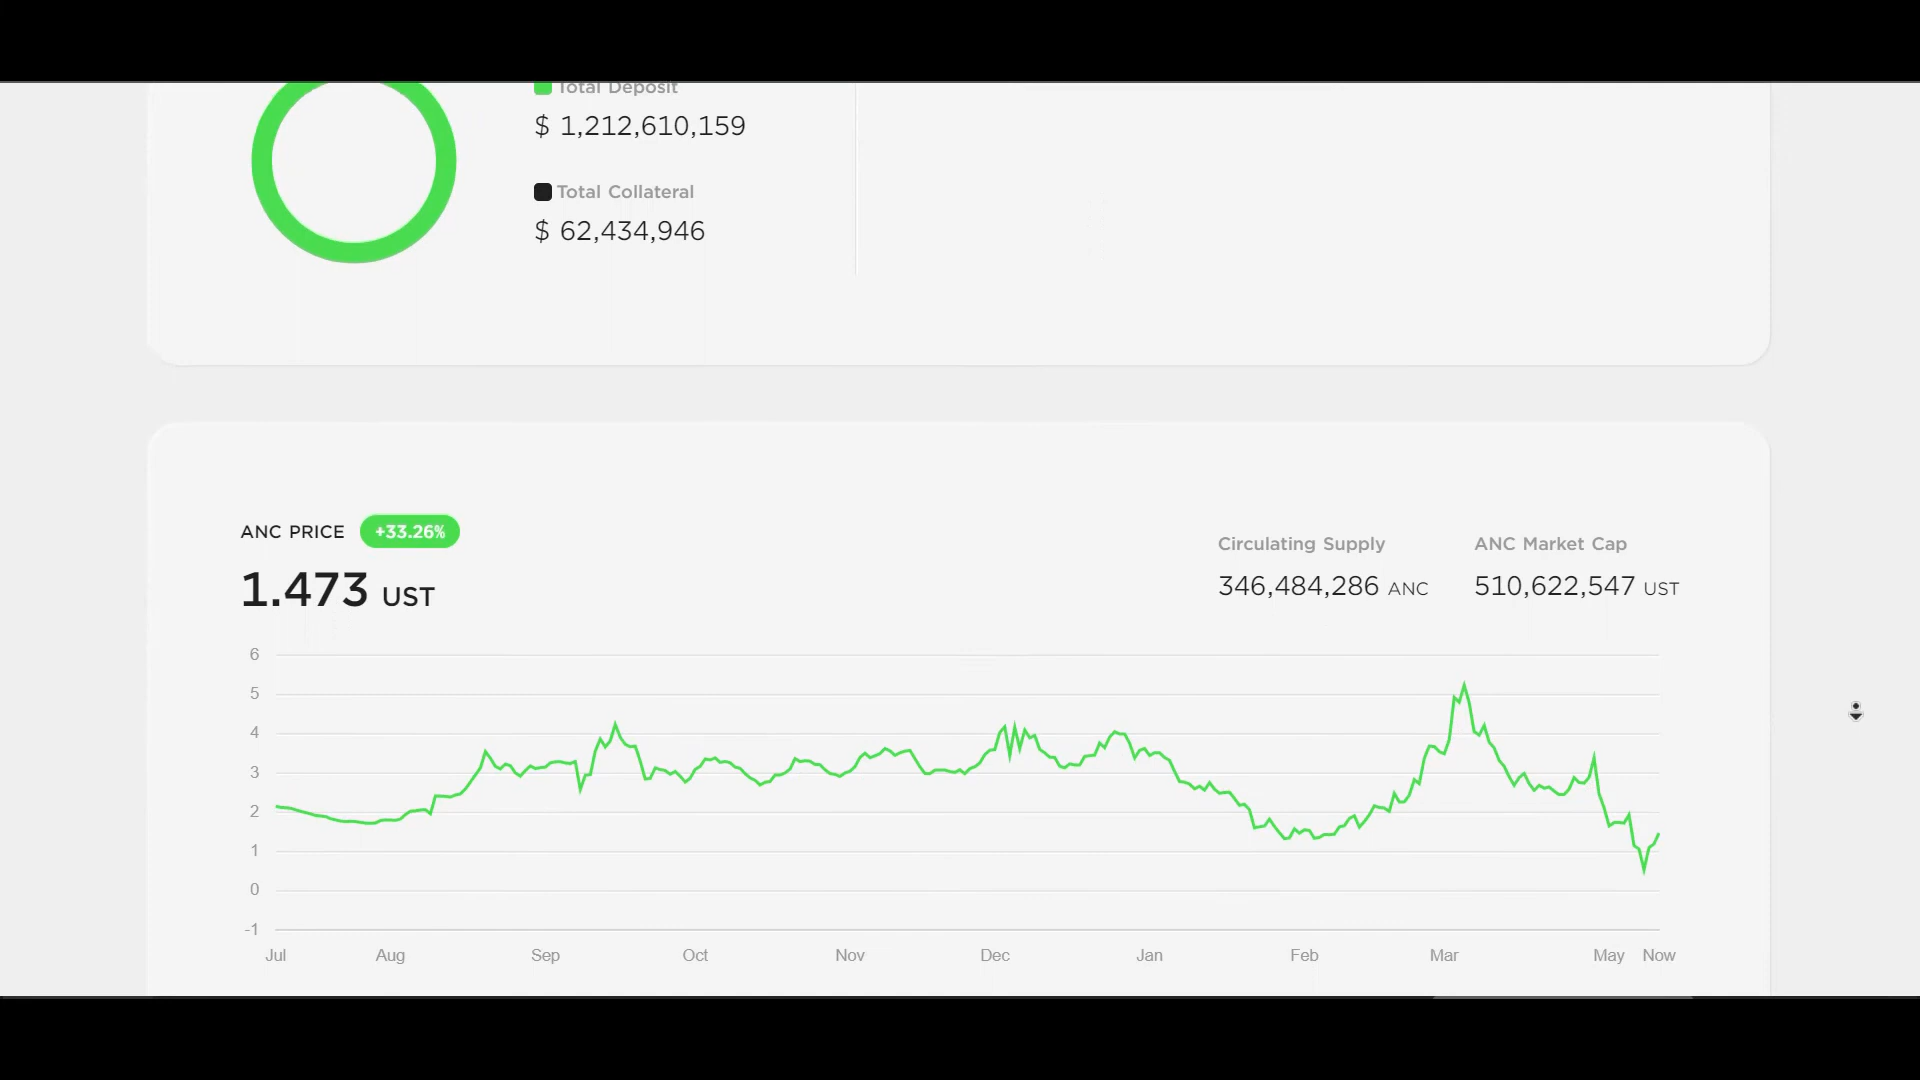 Total Deposit
$ 1,212,610,159
Total Collateral
$ 62,434,946
ANC PRICE +33.26%
1.473 UST
Circulating Supply
346,484,286 ANC
ANC Market Cap
510,622,547 UST
6
5
4
3
2
1
0
-1
Jul Aug Sep Oct Nov Dec Jan Feb Mar May Now